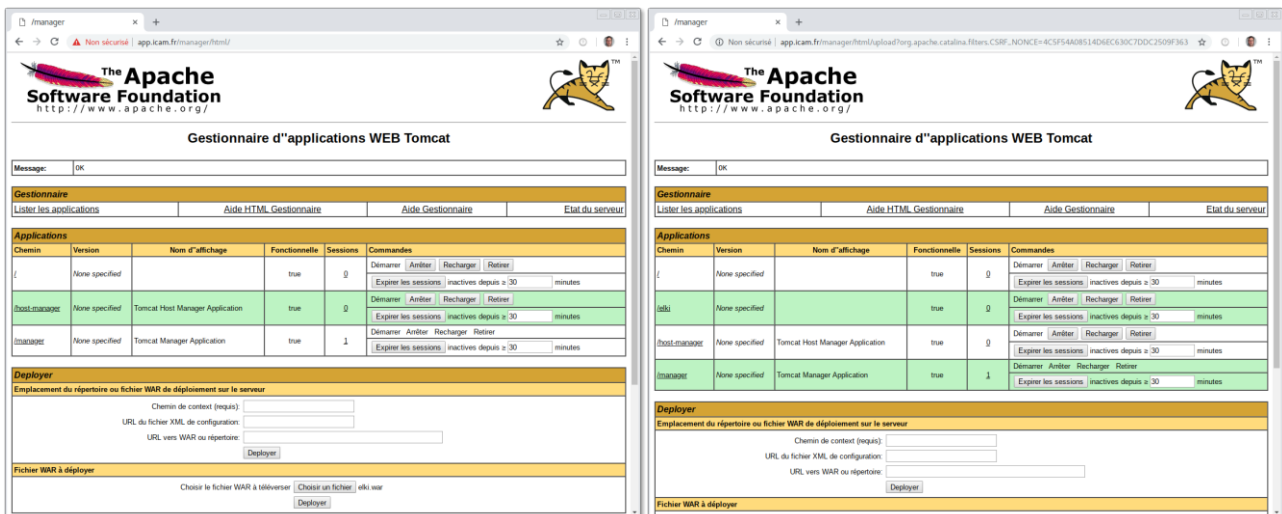 /manager × +
Non sécurisé | app.icam.fr/manager/html/
The Apache
Software Foundation
http://www.apache.org/
TM
Gestionnaire d''applications WEB Tomcat
Message: OK
Gestionnaire
Lister les applications Aide HTML Gestionnaire Aide Gestionnaire Etat du serveur
Applications
Chemin Version Nom d''affichage Fonctionnelle Sessions Commandes
/ None specified true 0 Démarrer Arrêter Recharger Retirer
Expirer les sessions inactives depuis ≥ 30 minutes
/host-manager None specified Tomcat Host Manager Application true 0 Démarrer Arrêter Recharger Retirer
Expirer les sessions inactives depuis ≥ 30 minutes
/manager None specified Tomcat Manager Application true 1 Démarrer Arrêter Recharger Retirer
Expirer les sessions inactives depuis ≥ 30 minutes
Deployer
Emplacement du répertoire ou fichier WAR de déploiement sur le serveur
Chemin de context (requis):
URL du fichier XML de configuration:
URL vers WAR ou répertoire:
Deployer
Fichier WAR à déployer
Choisir le fichier WAR à téléverser Choisir un fichier elki.war
Deployer
/manager × +
Non sécurisé | app.icam.fr/manager/html/upload?org.apache.catalina.filters.CSRF_NONCE=4C5F54A08514D6EC630C7DDC2509F363
The Apache
Software Foundation
http://www.apache.org/
TM
Gestionnaire d''applications WEB Tomcat
Message: OK
Gestionnaire
Lister les applications Aide HTML Gestionnaire Aide Gestionnaire Etat du serveur
Applications
Chemin Version Nom d''affichage Fonctionnelle Sessions Commandes
/ None specified true 0 Démarrer Arrêter Recharger Retirer
Expirer les sessions inactives depuis ≥ 30 minutes
/elki None specified true 0 Démarrer Arrêter Recharger Retirer
Expirer les sessions inactives depuis ≥ 30 minutes
/host-manager None specified Tomcat Host Manager Application true 0 Démarrer Arrêter Recharger Retirer
Expirer les sessions inactives depuis ≥ 30 minutes
/manager None specified Tomcat Manager Application true 1 Démarrer Arrêter Recharger Retirer
Expirer les sessions inactives depuis ≥ 30 minutes
Deployer
Emplacement du répertoire ou fichier WAR de déploiement sur le serveur
Chemin de context (requis):
URL du fichier XML de configuration:
URL vers WAR ou répertoire:
Deployer
Fichier WAR à déployer